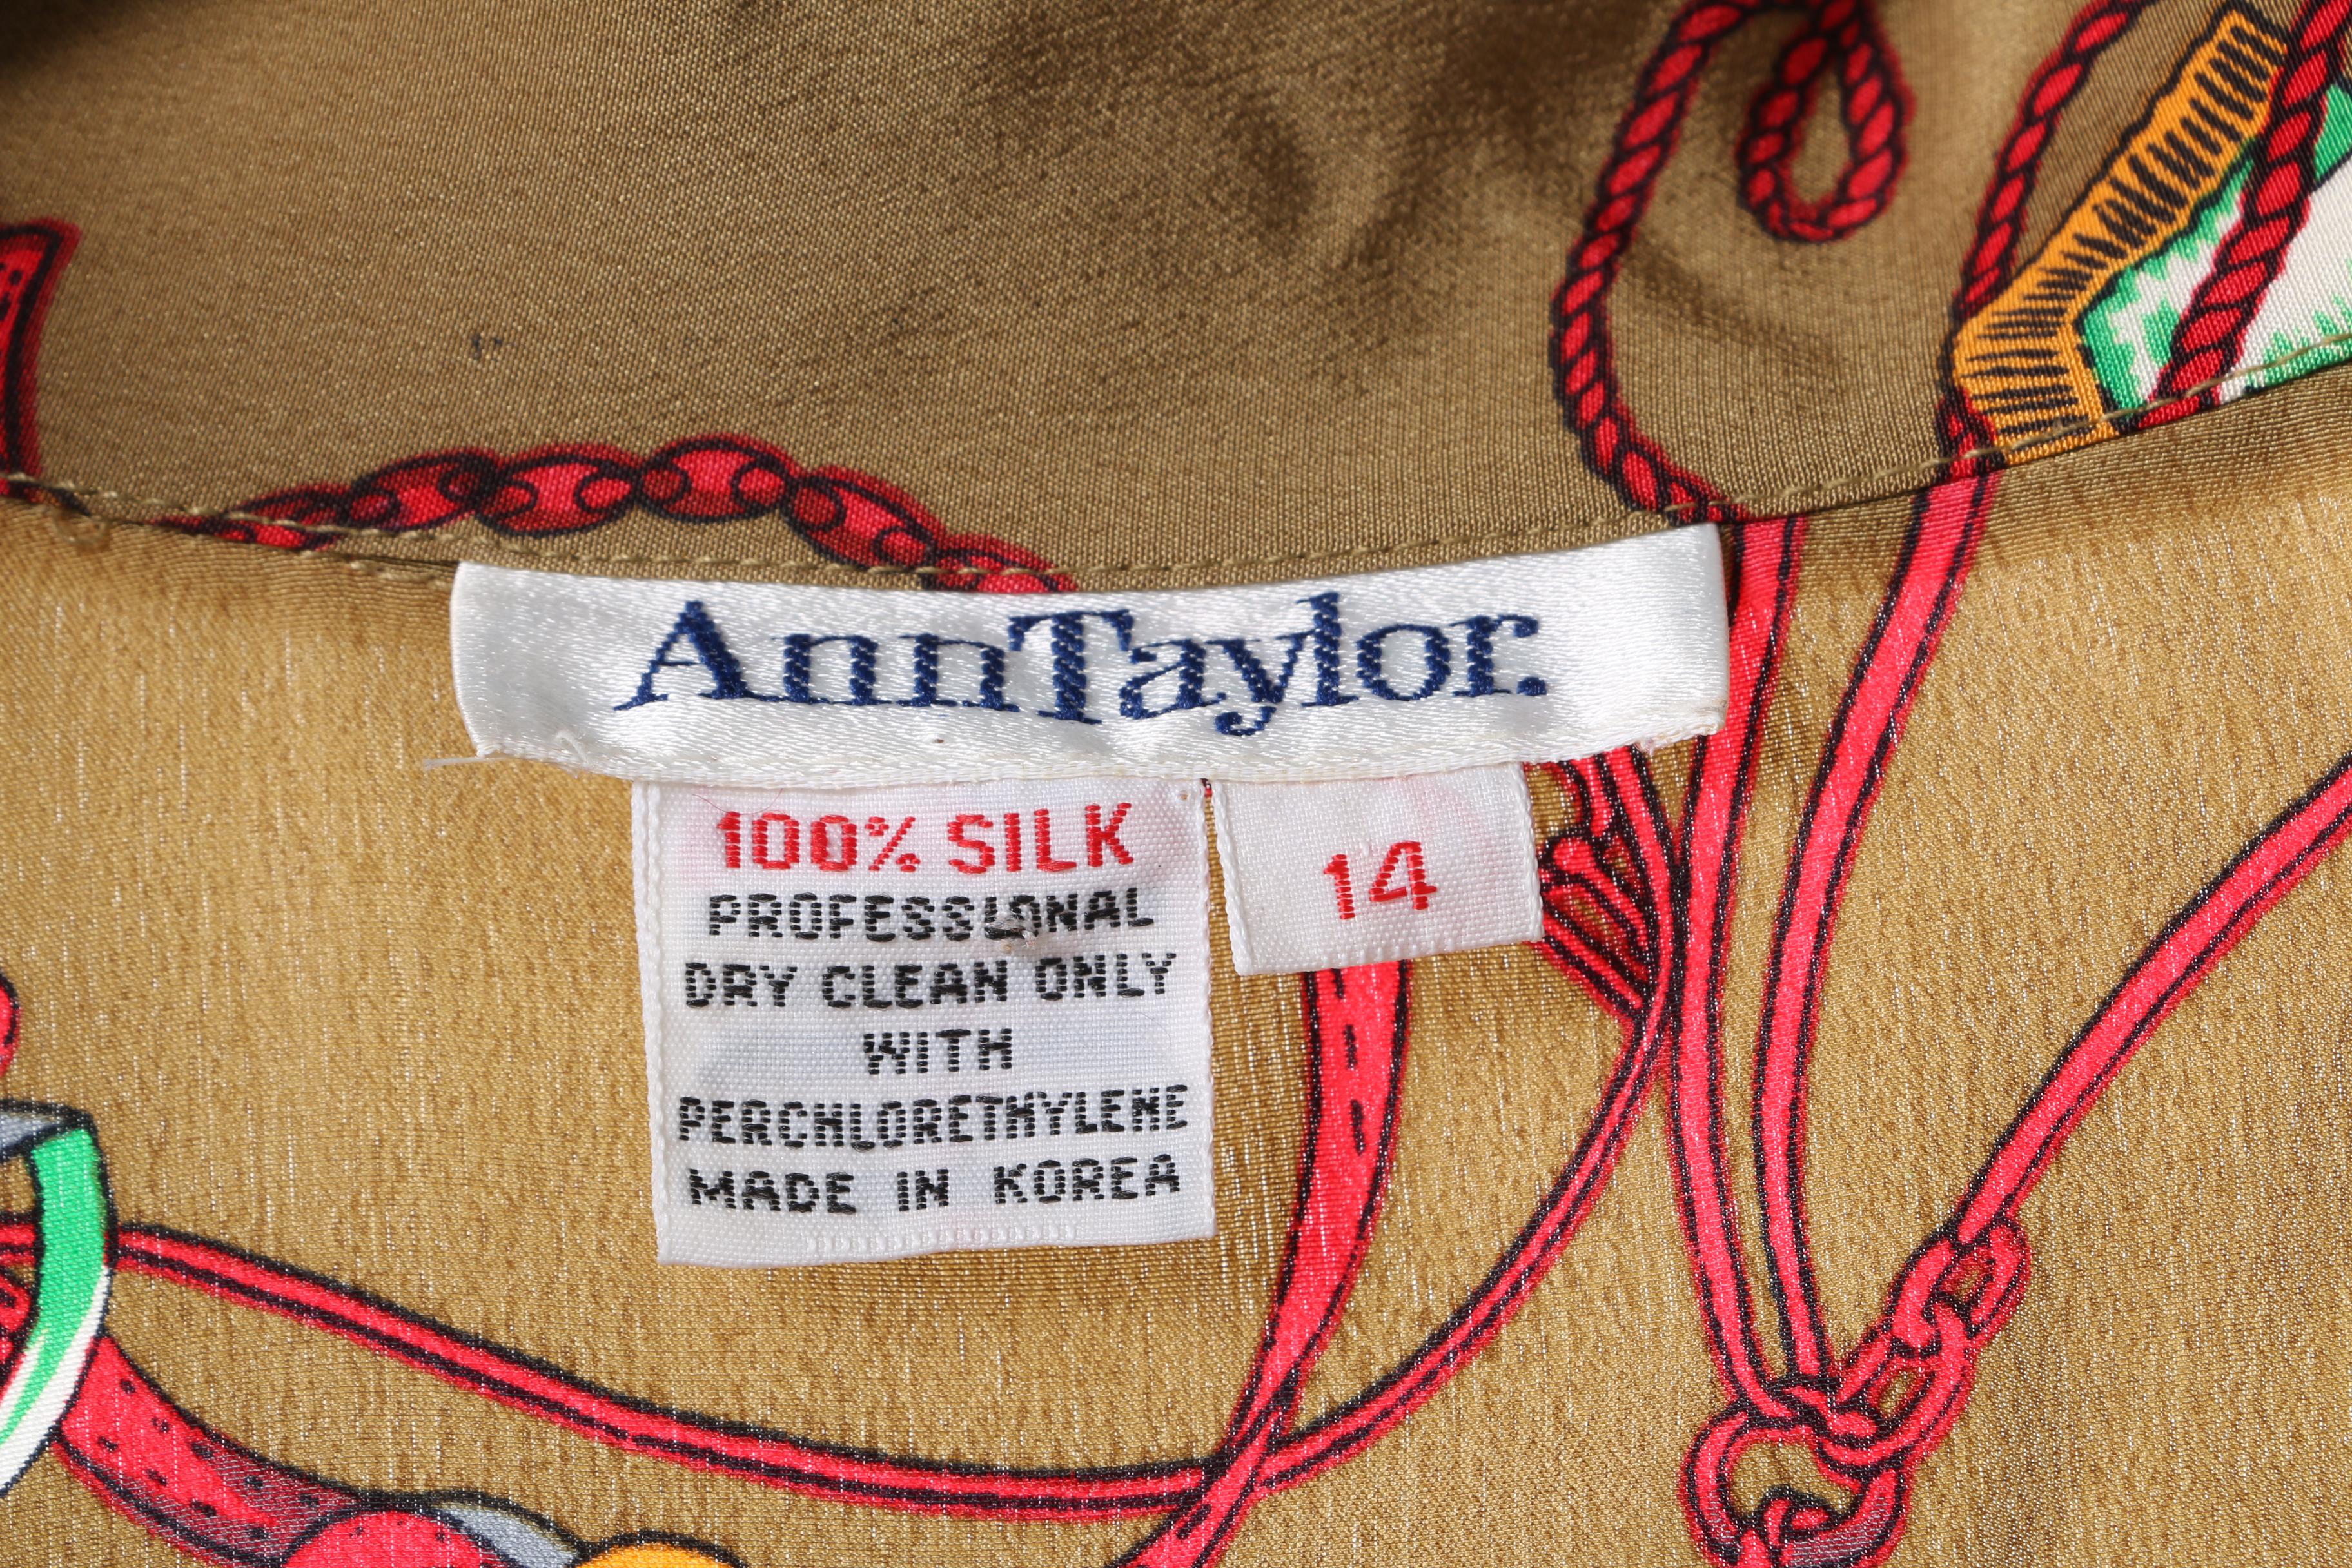 AnnTaylor.
100% SILK
PROFESSIONAL
DRY CLEAN ONLY
WITH
PERCHLORETHYLENE
MADE IN KOREA
14